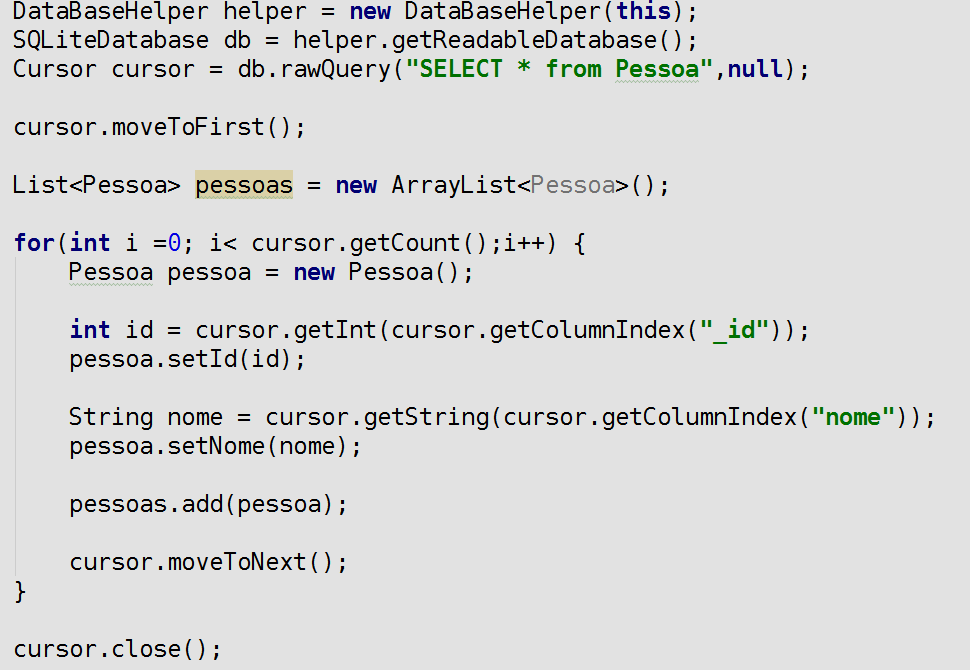 DataBaseHelper helper = new DataBaseHelper(this);
SQLiteDatabase db = helper.getReadableDatabase();
Cursor cursor = db.rawQuery("SELECT * from Pessoa",null);
cursor.moveToFirst();
List<Pessoa> pessoas = new ArrayList<Pessoa>();
for(int i =0; i< cursor.getCount();i++) {
Pessoa pessoa = new Pessoa();
int id = cursor.getInt(cursor.getColumnIndex("_id"));
pessoa.setId(id);
String nome = cursor.getString(cursor.getColumnIndex("nome"));
pessoa.setNome(nome);
pessoas.add(pessoa);
cursor.moveToNext();
}
cursor.close();